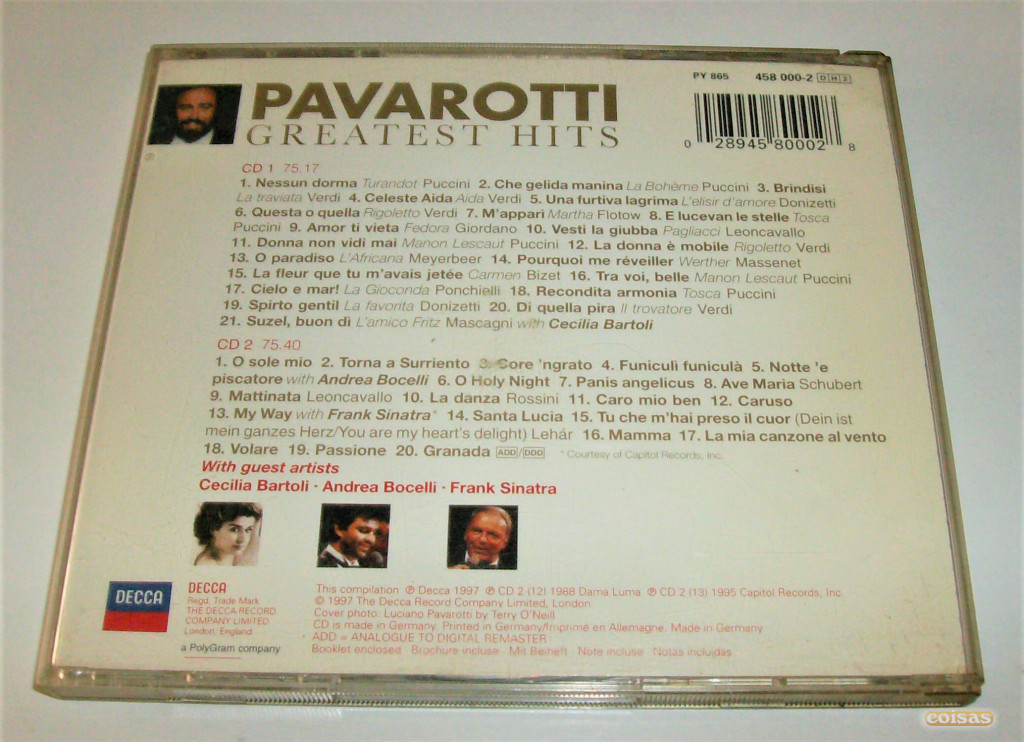 PY 865 458 000-2 DH2
PAVAROTTI
GREATEST HITS
0 28945 80002 8
CD 1 75.17
1. Nessun dorma Turandot Puccini 2. Che gelida manina La Bohème Puccini 3. Brindisi
La traviata Verdi 4. Celeste Aida Aida Verdi 5. Una furtiva lagrima L'elisir d'amore Donizetti
6. Questa o quella Rigoletto Verdi 7. M'apparì Martha Flotow 8. E lucevan le stelle Tosca
Puccini 9. Amor ti vieta Fedora Giordano 10. Vesti la giubba Pagliacci Leoncavallo
11. Donna non vidi mai Manon Lescaut Puccini 12. La donna è mobile Rigoletto Verdi
13. O paradiso L'Africana Meyerbeer 14. Pourquoi me réveiller Werther Massenet
15. La fleur que tu m'avais jetée Carmen Bizet 16. Tra voi, belle Manon Lescaut Puccini
17. Cielo e mar! La Gioconda Ponchielli 18. Recondita armonia Tosca Puccini
19. Spirto gentil La favorita Donizetti 20. Di quella pira Il trovatore Verdi
21. Suzel, buon dì L'amico Fritz Mascagni with Cecilia Bartoli
CD 2 75.40
1. O sole mio 2. Torna a Surriento 3. Core 'ngrato 4. Funiculì funiculà 5. Notte 'e
piscatore with Andrea Bocelli 6. O Holy Night 7. Panis angelicus 8. Ave Maria Schubert
9. Mattinata Leoncavallo 10. La danza Rossini 11. Caro mio ben 12. Caruso
13. My Way with Frank Sinatra* 14. Santa Lucia 15. Tu che m'hai preso il cuor (Dein ist
mein ganzes Herz/You are my heart's delight) Lehár 16. Mamma 17. La mia canzone al vento
18. Volare 19. Passione 20. Granada ADD/DDD * Courtesy of Capitol Records, Inc.
With guest artists
Cecilia Bartoli · Andrea Bocelli · Frank Sinatra
DECCA
DECCA
Regd. Trade Mark
THE DECCA RECORD
COMPANY LIMITED
London, England
a PolyGram company
This compilation ℗ Decca 1997 ℗ CD 2 (12) 1988 Dama Luma ℗ CD 2 (13) 1995 Capitol Records, Inc.
© 1997 The Decca Record Company Limited, London
Cover photo: Luciano Pavarotti by Terry O'Neill
CD is made in Germany. Printed in Germany/Imprimé en Allemagne. Made in Germany
ADD = ANALOGUE TO DIGITAL REMASTER
Booklet enclosed Brochure incluse Mit Beiheft Note incluse Notas incluidas
coisas